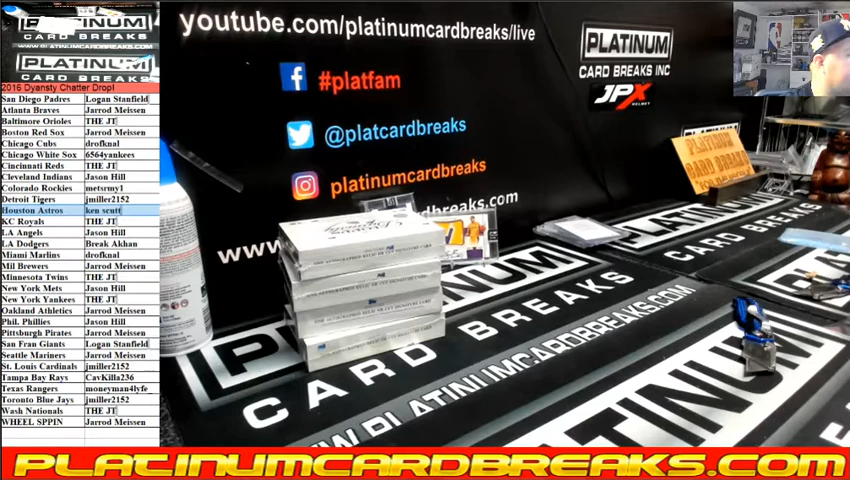 PLATINUM
CARD BREAKS
WWW.PLATINUMCARDBREAKS.COM
PLATINUM
CARD BREAKS
2016 Dyansty Chatter Drop!
San Diego Padres Logan Stanfield
Atlanta Braves Jarrod Meissen
Baltimore Orioles THE JT
Boston Red Sox Jarrod Meissen
Chicago Cubs drofknal
Chicago White Sox 6564yankees
Cincinnati Reds THE JT
Cleveland Indians Jason Hill
Colorado Rockies metsrmy1
Detroit Tigers jmiller2152
Houston Astros ken scutt
KC Royals THE JT
LA Angels Jason Hill
LA Dodgers Break Akhan
Miami Marlins drofknal
Mil Brewers Jarrod Meissen
Minnesota Twins THE JT
New York Mets Jason Hill
New York Yankees THE JT
Oakland Athletics Jarrod Meissen
Phil. Phillies Jason Hill
Pittsburgh Pirates Jarrod Meissen
San Fran Giants Logan Stanfield
Seattle Mariners Jarrod Meissen
St. Louis Cardinals jmiller2152
Tampa Bay Rays CavKilla236
Texas Rangers moneyman4lyfe
Toronto Blue Jays jmiller2152
Wash Nationals THE JT
WHEEL SPPIN Jarrod Meissen
youtube.com/platinumcardbreaks/live
#platfam
@platcardbreaks
platinumcardbreaks
PLATINUM
CARD BREAKS INC
JPX
PLATINUM
CARD BREAKS
CARD BREAKS
WWW.PLATINUMCARDBREAKS.COM
PLATINUM
PLATINUMCARDBREAKS.COM